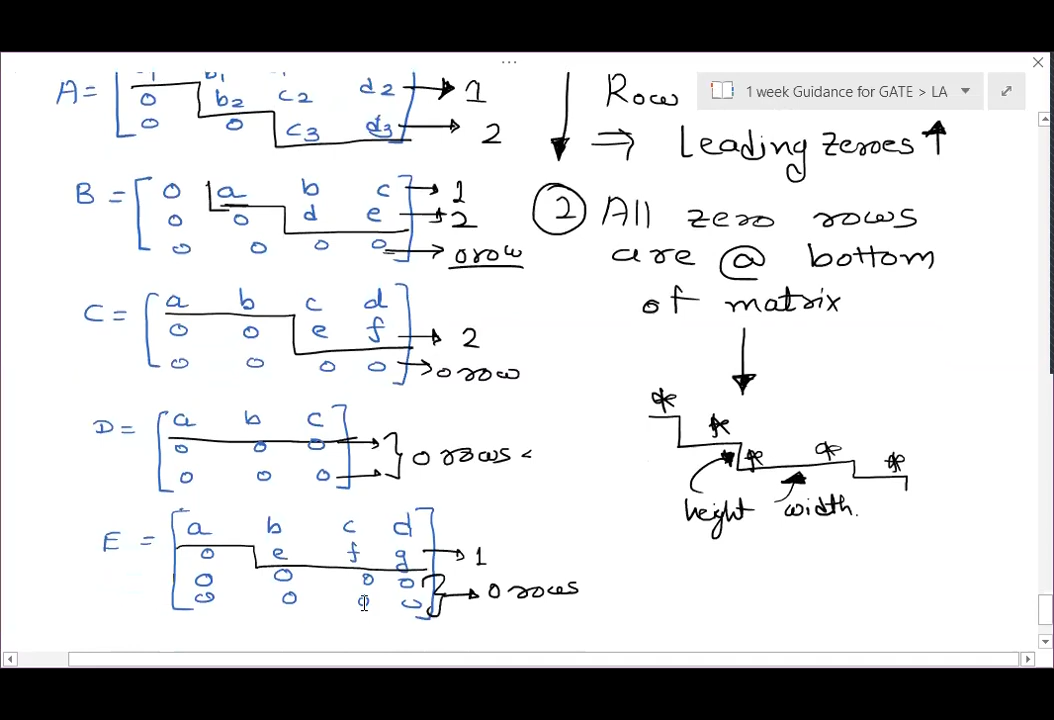 1 week Guidance for GATE > LA
A =
0 b2 c2 d2 → 1
0 0 c3 d3 → 2
B = 0 a b c → 1
0 0 d e → 2
0 0 0 0 → 0 row
C = a b c d
0 0 e f → 2
0 0 0 0 → 0 row
D = a b c
0 0 0
0 0 0
0 rows <
E = a b c d
0 e f g → 1
0 0 0 0
0 0 0 0
→ 0 rows
Row
⇒ Leading zeroes ↑
② All zero rows
are @ bottom
of matrix
* * * * *
height width.